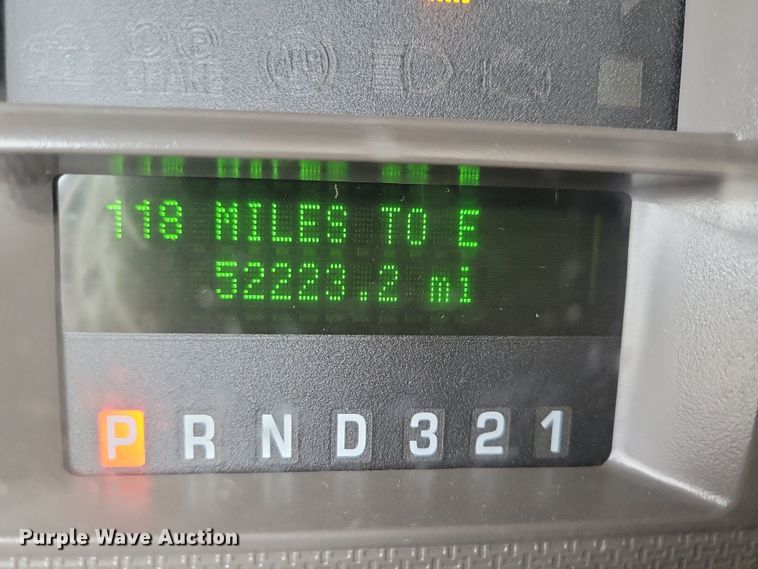 118 MILES TO E
52223.2 mi
P R N D 3 2 1
Purple Wave Auction